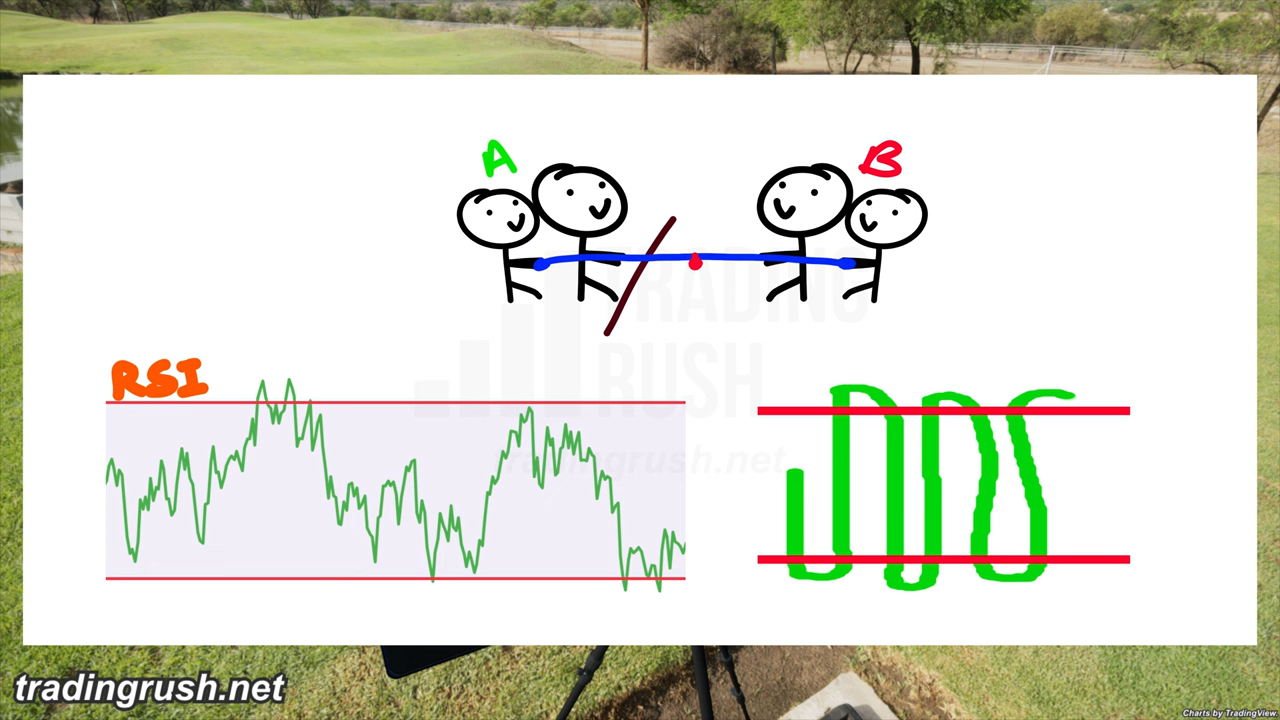 A
B
TRADING
RUSH
tradingrush.net
RSI
tradingrush.net
Charts by TradingView.